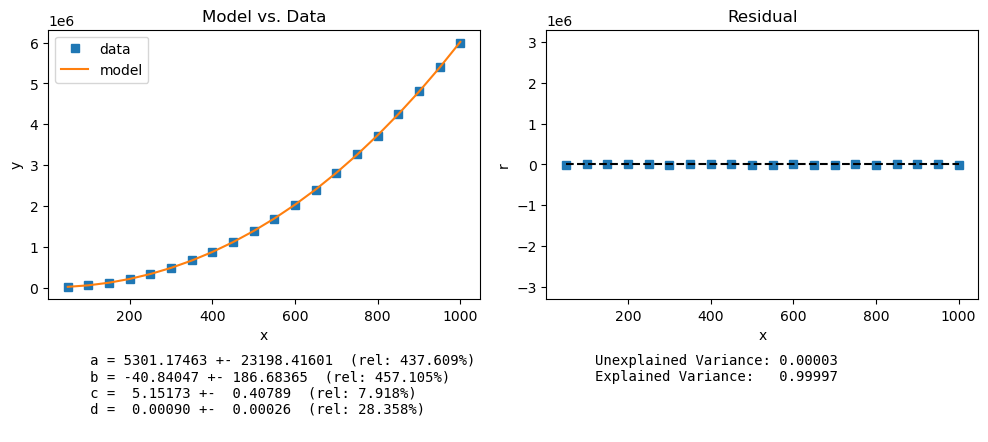 Model vs. Data
1e6
6
5
4
3
2
1
0
y
data
model
200
400
600
800
1000
x
a = 5301.17463 +- 23198.41601  (rel: 437.609%)
b = -40.84047 +- 186.68365  (rel: 457.105%)
c =  5.15173 +-  0.40789  (rel: 7.918%)
d =  0.00090 +-  0.00026  (rel: 28.358%)
Residual
1e6
3
2
1
0
−1
−2
−3
r
200
400
600
800
1000
x
Unexplained Variance: 0.00003
Explained Variance:   0.99997